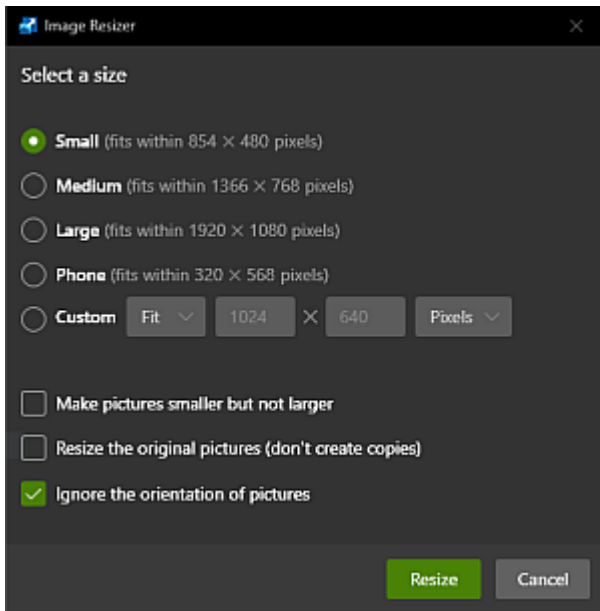 Image Resizer
Select a size
Small (fits within 854 × 480 pixels)
Medium (fits within 1366 × 768 pixels)
Large (fits within 1920 × 1080 pixels)
Phone (fits within 320 × 568 pixels)
Custom Fit 1024 × 640 Pixels
Make pictures smaller but not larger
Resize the original pictures (don't create copies)
Ignore the orientation of pictures
Resize Cancel